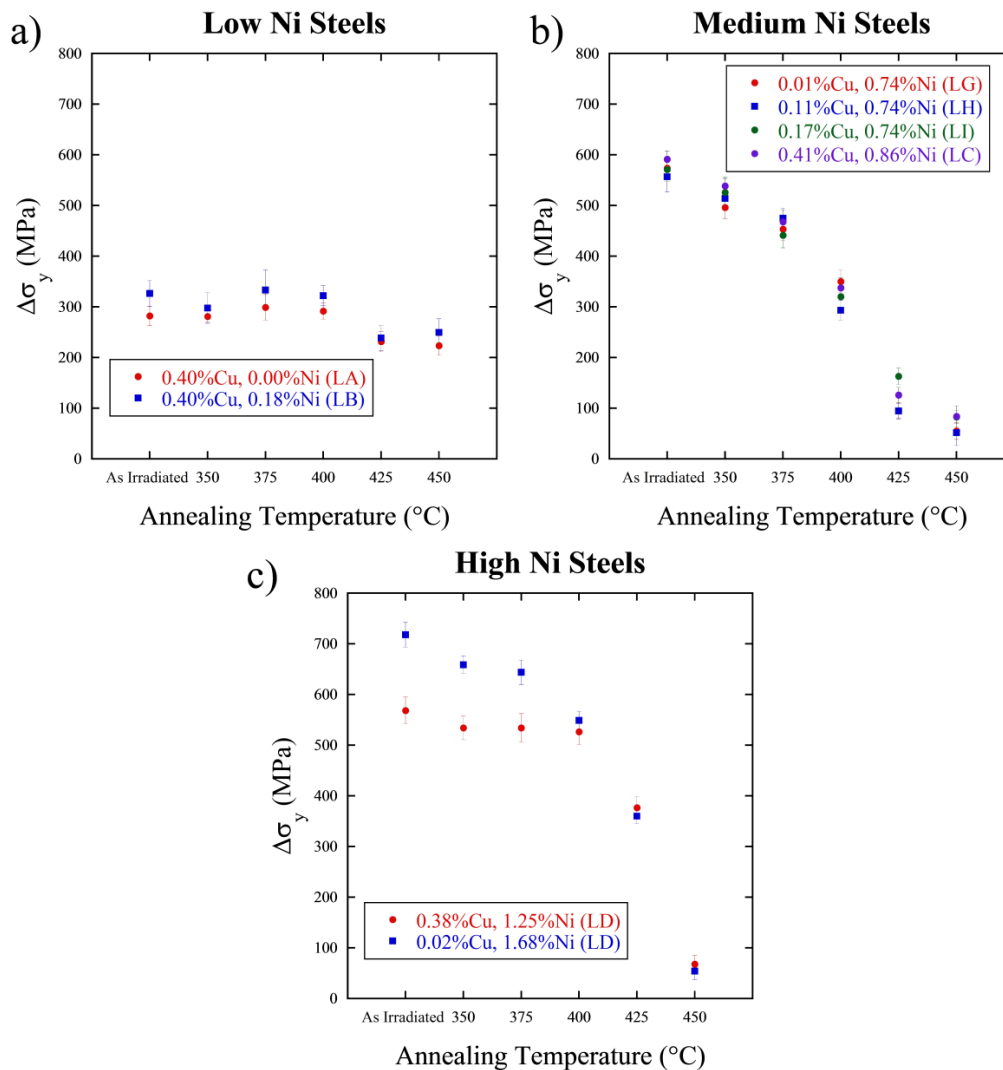 a)
Low Ni Steels
800
700
600
500
400
300
200
100
0
Δσy (MPa)
0.40%Cu, 0.00%Ni (LA)
0.40%Cu, 0.18%Ni (LB)
As Irradiated 350 375 400 425 450
Annealing Temperature (°C)
b)
Medium Ni Steels
800
700
600
500
400
300
200
100
0
Δσy (MPa)
0.01%Cu, 0.74%Ni (LG)
0.11%Cu, 0.74%Ni (LH)
0.17%Cu, 0.74%Ni (LI)
0.41%Cu, 0.86%Ni (LC)
As Irradiated 350 375 400 425 450
Annealing Temperature (°C)
c)
High Ni Steels
800
700
600
500
400
300
200
100
0
Δσy (MPa)
0.38%Cu, 1.25%Ni (LD)
0.02%Cu, 1.68%Ni (LD)
As Irradiated 350 375 400 425 450
Annealing Temperature (°C)